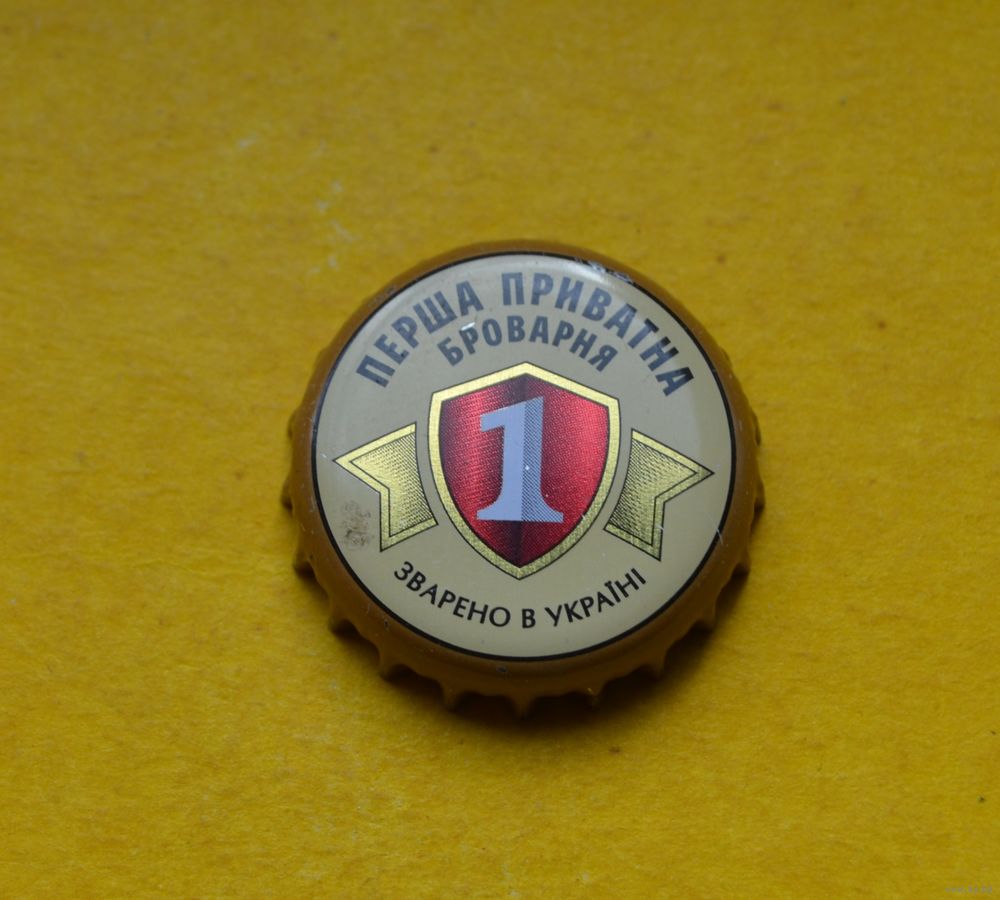 ПЕРША ПРИВАТНА
БРОВАРНЯ
1
ЗВАРЕНО В УКРАЇНІ